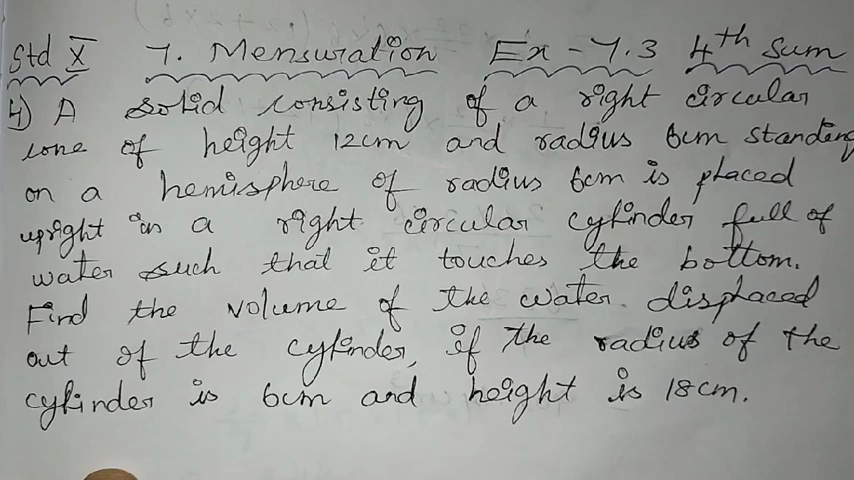 Std X 7. Mensuration Ex-7.3 4th Sum
4) A solid consisting of a right circular
cone of height 12cm and radius 6cm standing
on a hemisphere of radius 6cm is placed
upright in a right circular cylinder full of
water such that it touches the bottom.
Find the volume of the water displaced
out of the cylinder, if the radius of the
cylinder is 6cm and height is 18cm.